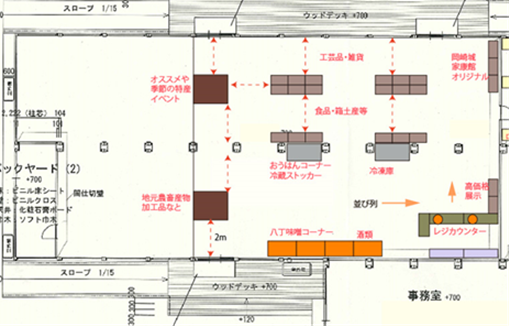 スロープ 1/15
30
ウッドデッキ +700
工芸品・雑貨
岡崎城
家康館
オリジナル
600
オススメや
季節の特産
イベント
食品・箱土産等
104
おうはんコーナー
冷蔵ストッカー
冷凍庫
ックヤード（2）
+700
：ビニル床シート
：ビニルクロス
：化粧石膏ボード
：ソフト巾木
間仕切壁
地元農畜産物
加工品など
高価格
展示
並び列
2m
八丁味噌コーナー
酒類
レジカウンター
スロープ 1/15
ウッドデッキ +700
+120
事務室 +700